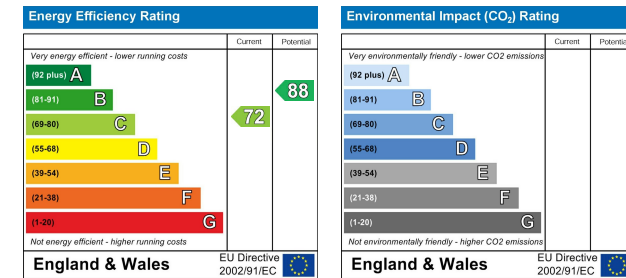 Energy Efficiency Rating
Current Potential
Very energy efficient - lower running costs
(92 plus) A
(81-91) B
(69-80) C
(55-68) D
(39-54) E
(21-38) F
(1-20) G
72
88
Not energy efficient - higher running costs
England & Wales
EU Directive
2002/91/EC
Environmental Impact (CO₂) Rating
Current Potential
Very environmentally friendly - lower CO2 emissions
(92 plus) A
(81-91) B
(69-80) C
(55-68) D
(39-54) E
(21-38) F
(1-20) G
Not environmentally friendly - higher CO2 emissions
England & Wales
EU Directive
2002/91/EC